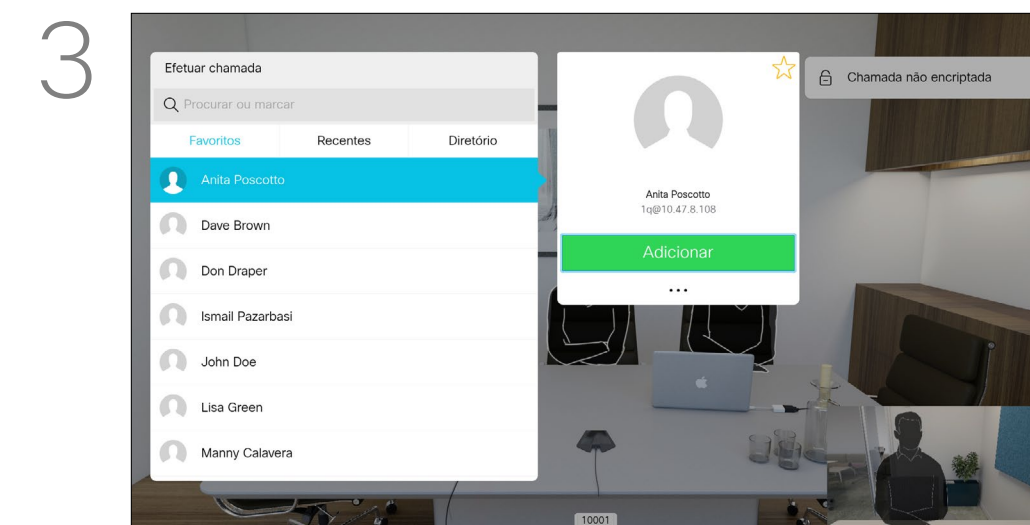 3
Efetuar chamada
Procurar ou marcar
Favoritos Recentes Diretório
Anita Poscotto
Dave Brown
Don Draper
Ismail Pazarbasi
John Doe
Lisa Green
Manny Calavera
Anita Poscotto
1q@10.47.8.108
Adicionar
...
Chamada não encriptada
10001